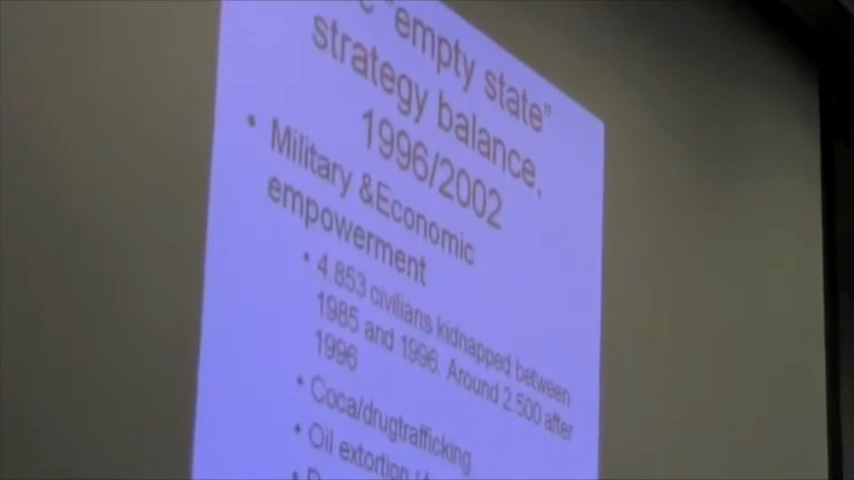 "empty state"
strategy balance.
1996/2002
• Military &Economic
empowerment
• 4.853 civilians kidnapped between
1985 and 1996. Around 2.500 after
1996
• Coca/drugtrafficking
• Oil extortion